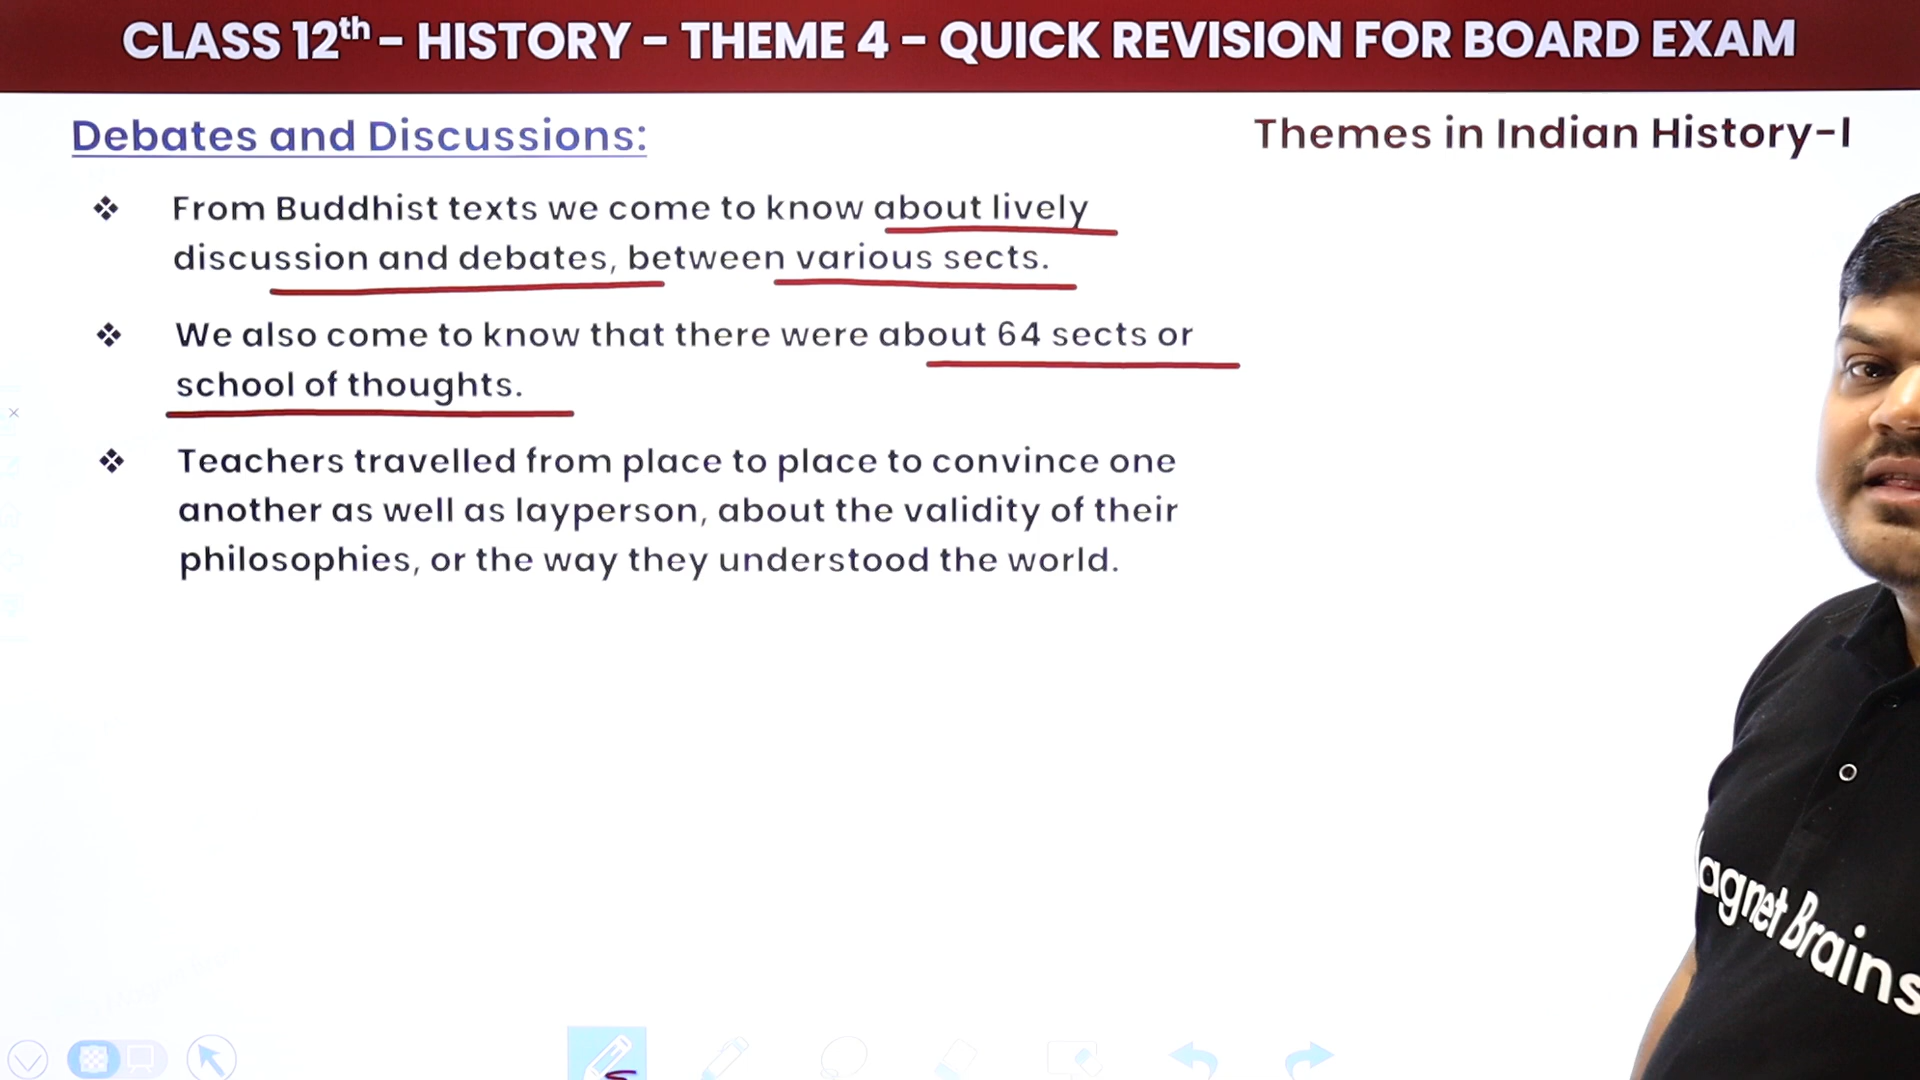 CLASS 12th - HISTORY - THEME 4 - QUICK REVISION FOR BOARD EXAM
Debates and Discussions:
Themes in Indian History-I
❖ From Buddhist texts we come to know about lively
discussion and debates, between various sects.
❖ We also come to know that there were about 64 sects or
school of thoughts.
❖ Teachers travelled from place to place to convince one
another as well as layperson, about the validity of their
philosophies, or the way they understood the world.
agnet Brains